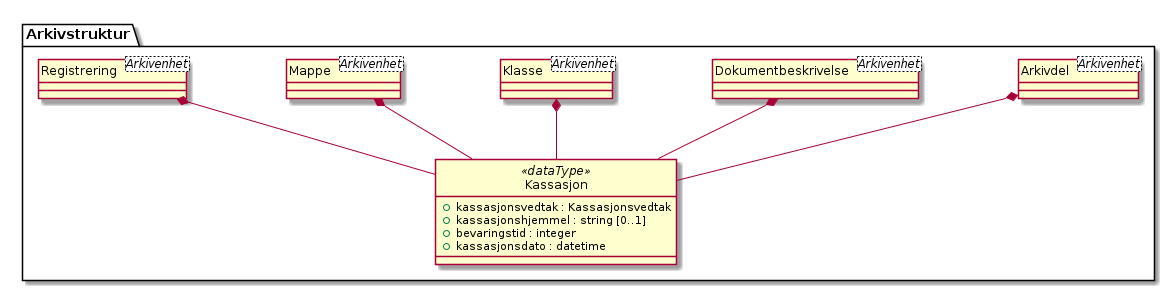 Arkivstruktur
Registrering Arkivenhet
Mappe Arkivenhet
Klasse Arkivenhet
Dokumentbeskrivelse Arkivenhet
Arkivdel Arkivenhet
«dataType»
Kassasjon
kassasjonsvedtak : Kassasjonsvedtak
kassasjonshjemmel : string [0..1]
bevaringstid : integer
kassasjonsdato : datetime